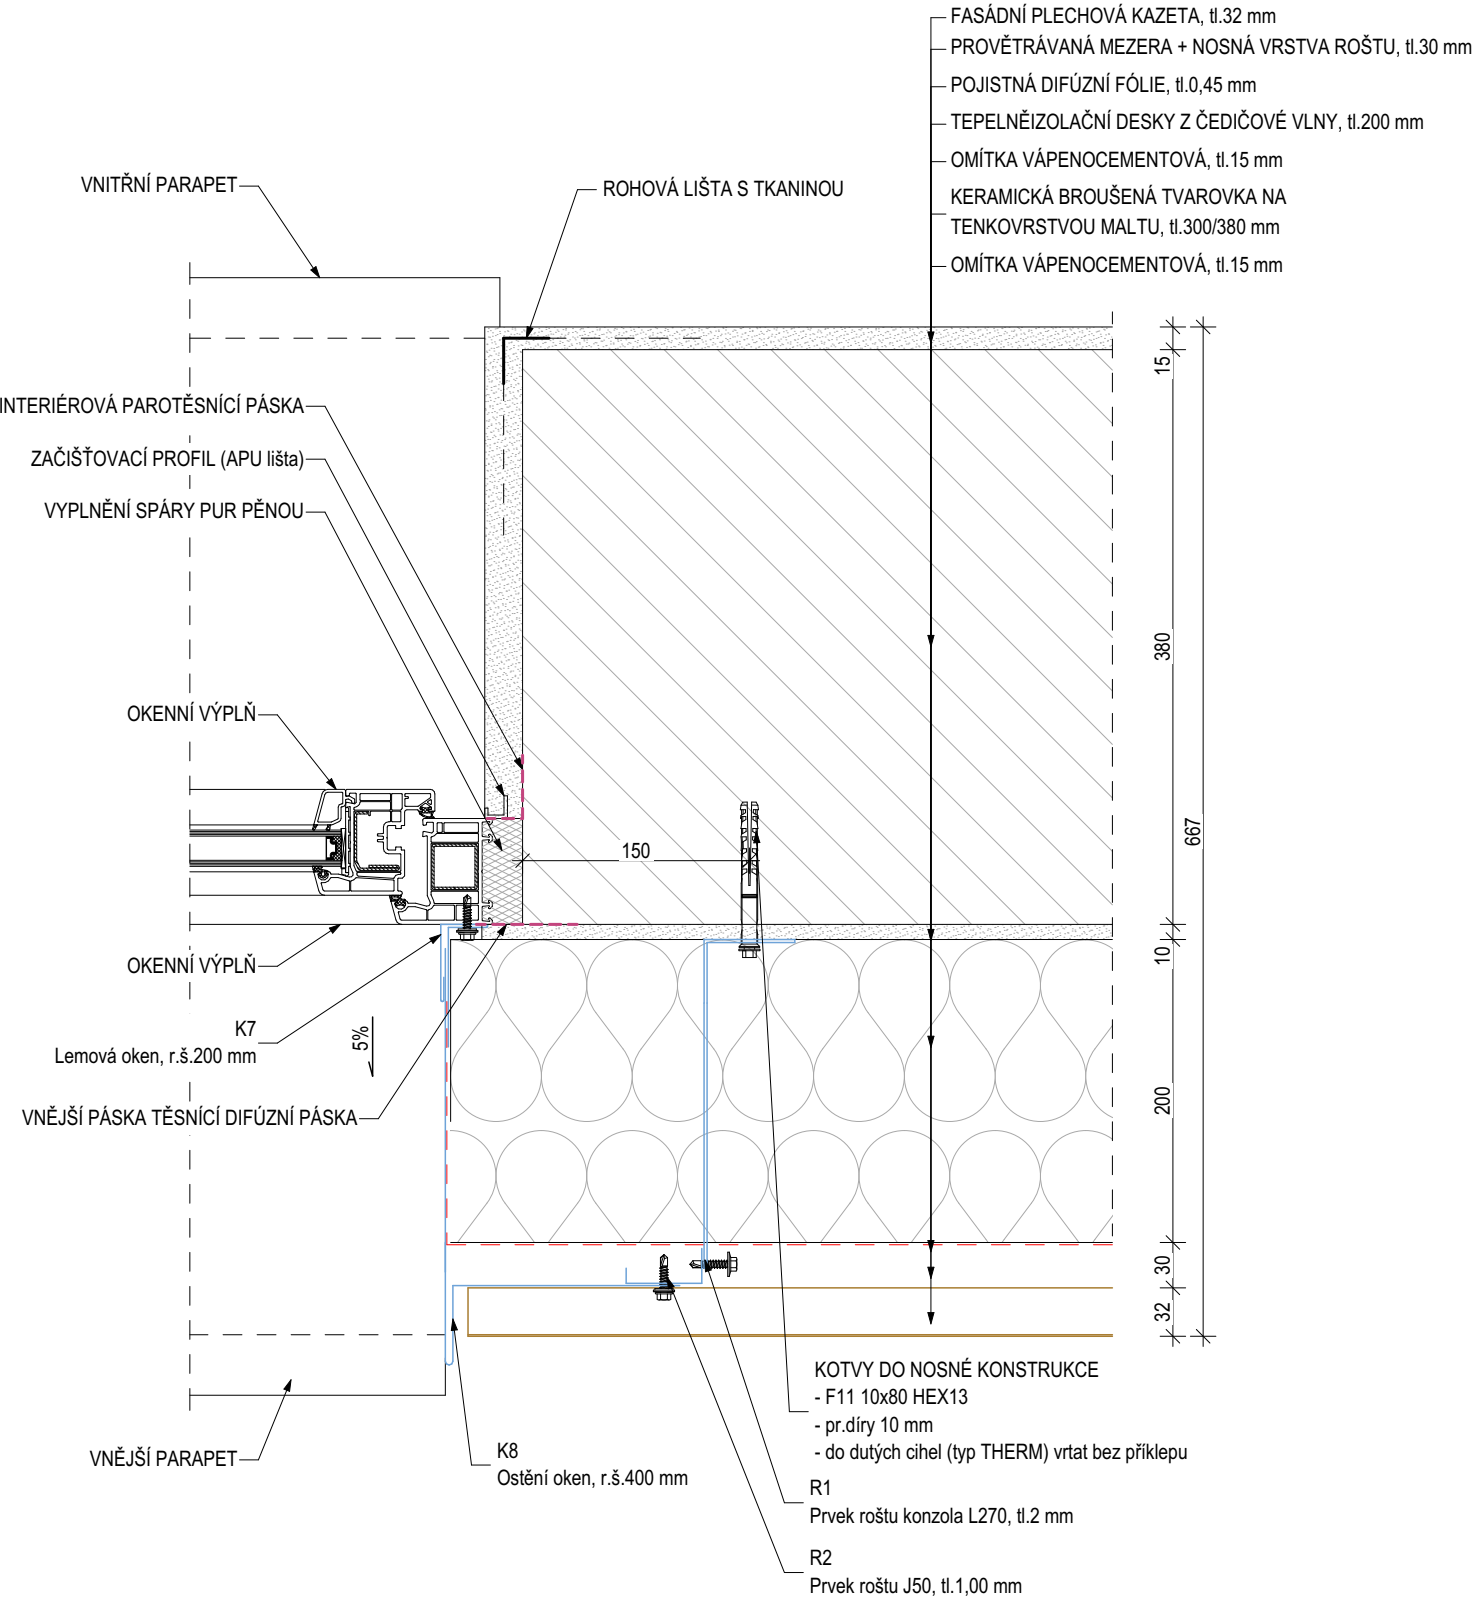 FASÁDNÍ PLECHOVÁ KAZETA, tl.32 mm
PROVĚTRÁVANÁ MEZERA + NOSNÁ VRSTVA ROŠTU, tl.30 mm
POJISTNÁ DIFÚZNÍ FÓLIE, tl.0,45 mm
TEPELNĚIZOLAČNÍ DESKY Z ČEDIČOVÉ VLNY, tl.200 mm
OMÍTKA VÁPENOCEMENTOVÁ, tl.15 mm
KERAMICKÁ BROUŠENÁ TVAROVKA NA
TENKOVRSTVOU MALTU, tl.300/380 mm
OMÍTKA VÁPENOCEMENTOVÁ, tl.15 mm
VNITŘNÍ PARAPET
ROHOVÁ LIŠTA S TKANINOU
INTERIÉROVÁ PAROTĚSNÍCÍ PÁSKA
ZAČIŠŤOVACÍ PROFIL (APU lišta)
VYPLNĚNÍ SPÁRY PUR PĚNOU
OKENNÍ VÝPLŇ
OKENNÍ VÝPLŇ
K7
Lemová oken, r.š.200 mm
5%
VNĚJŠÍ PÁSKA TĚSNÍCÍ DIFÚZNÍ PÁSKA
150
15
380
10
200
30
32
667
VNĚJŠÍ PARAPET
K8
Ostění oken, r.š.400 mm
KOTVY DO NOSNÉ KONSTRUKCE
- F11 10x80 HEX13
- pr.díry 10 mm
- do dutých cihel (typ THERM) vrtat bez příklepu
R1
Prvek roštu konzola L270, tl.2 mm
R2
Prvek roštu J50, tl.1,00 mm